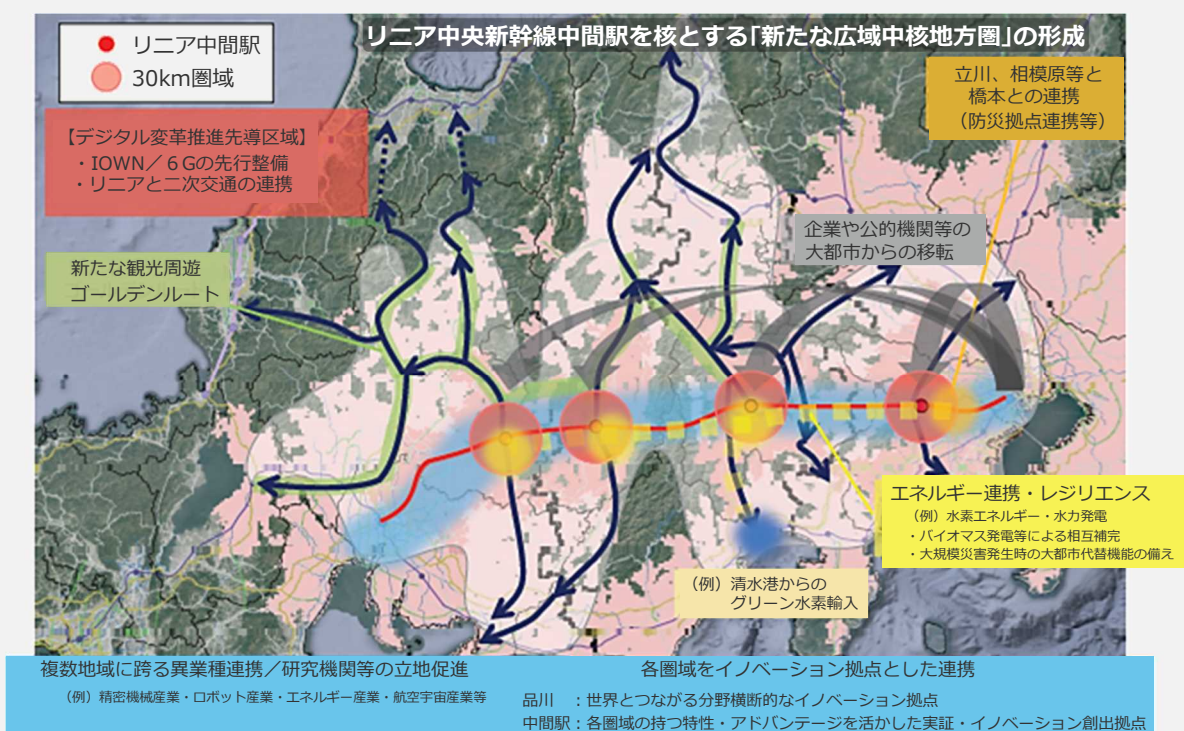 リニア中央新幹線中間駅を核とする「新たな広域中核地方圏」の形成
リニア中間駅
30km圏域
立川、相模原等と
橋本との連携
（防災拠点連携等）
【デジタル変革推進先導区域】
・IOWN／６Gの先行整備
・リニアと二次交通の連携
企業や公的機関等の
大都市からの移転
新たな観光周遊
ゴールデンルート
エネルギー連携・レジリエンス
（例）水素エネルギー・水力発電
・バイオマス発電等による相互補完
・大規模災害発生時の大都市代替機能の備え
（例）清水港からの
グリーン水素輸入
複数地域に跨る異業種連携／研究機関等の立地促進
（例）精密機械産業・ロボット産業・エネルギー産業・航空宇宙産業等
各圏域をイノベーション拠点とした連携
品川　：世界とつながる分野横断的なイノベーション拠点
中間駅：各圏域の持つ特性・アドバンテージを活かした実証・イノベーション創出拠点